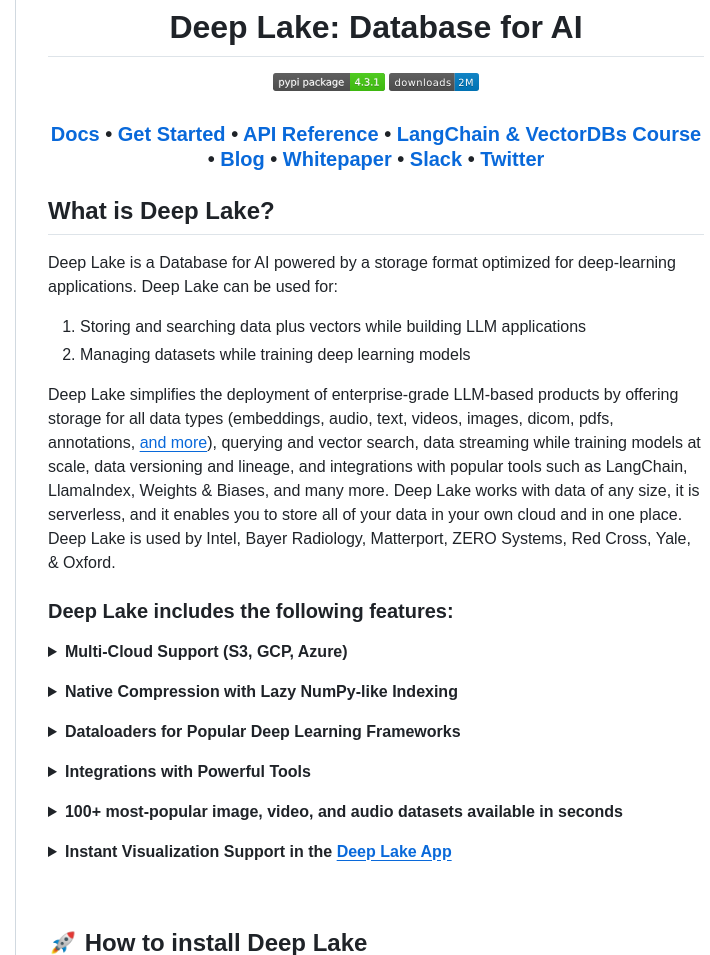 Deep Lake: Database for AI
pypi package 4.3.1 downloads 2M
Docs • Get Started • API Reference • LangChain & VectorDBs Course
• Blog • Whitepaper • Slack • Twitter
What is Deep Lake?
Deep Lake is a Database for AI powered by a storage format optimized for deep-learning
applications. Deep Lake can be used for:
1. Storing and searching data plus vectors while building LLM applications
2. Managing datasets while training deep learning models
Deep Lake simplifies the deployment of enterprise-grade LLM-based products by offering
storage for all data types (embeddings, audio, text, videos, images, dicom, pdfs,
annotations, and more), querying and vector search, data streaming while training models at
scale, data versioning and lineage, and integrations with popular tools such as LangChain,
LlamaIndex, Weights & Biases, and many more. Deep Lake works with data of any size, it is
serverless, and it enables you to store all of your data in your own cloud and in one place.
Deep Lake is used by Intel, Bayer Radiology, Matterport, ZERO Systems, Red Cross, Yale,
& Oxford.
Deep Lake includes the following features:
Multi-Cloud Support (S3, GCP, Azure)
Native Compression with Lazy NumPy-like Indexing
Dataloaders for Popular Deep Learning Frameworks
Integrations with Powerful Tools
100+ most-popular image, video, and audio datasets available in seconds
Instant Visualization Support in the Deep Lake App
🚀 How to install Deep Lake